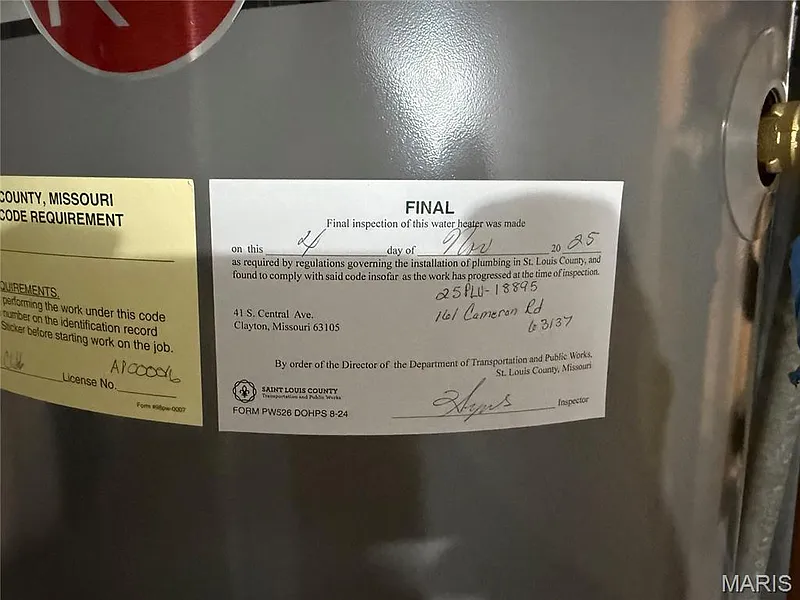 COUNTY, MISSOURI
CODE REQUIREMENT
QUIREMENTS.
performing the work under this code
number on the identification record
Sticker before starting work on the job.
License No. AP000016
Form #98pw-0007
FINAL
Final inspection of this water heater was made
on this 4 day of Nov 20 25
as required by regulations governing the installation of plumbing in St. Louis County, and
found to comply with said code insofar as the work has progressed at the time of inspection.
25PLU-18895
161 Cameron Rd
63137
41 S. Central Ave.
Clayton, Missouri 63105
By order of the Director of the Department of Transportation and Public Works,
St. Louis County, Missouri
SAINT LOUIS COUNTY
Transportation and Public Works
Inspector
FORM PW526 DOHPS 8-24
MARIS